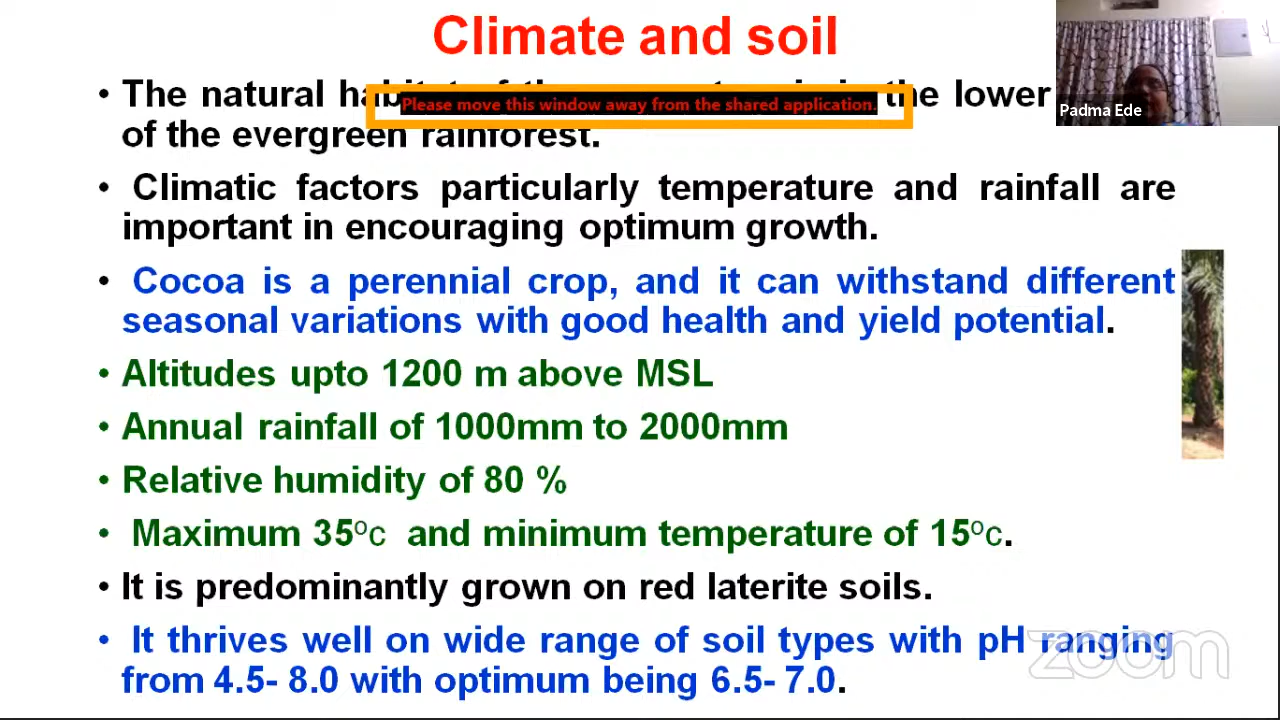 Climate and soil
• The natural habitat of the lower
Please move this window away from the shared application.
of the evergreen rainforest.
• Climatic factors particularly temperature and rainfall are
important in encouraging optimum growth.
• Cocoa is a perennial crop, and it can withstand different
seasonal variations with good health and yield potential.
• Altitudes upto 1200 m above MSL
• Annual rainfall of 1000mm to 2000mm
• Relative humidity of 80 %
• Maximum 35ºc and minimum temperature of 15ºc.
• It is predominantly grown on red laterite soils.
• It thrives well on wide range of soil types with pH ranging
from 4.5- 8.0 with optimum being 6.5- 7.0.
Padma Ede
zoom